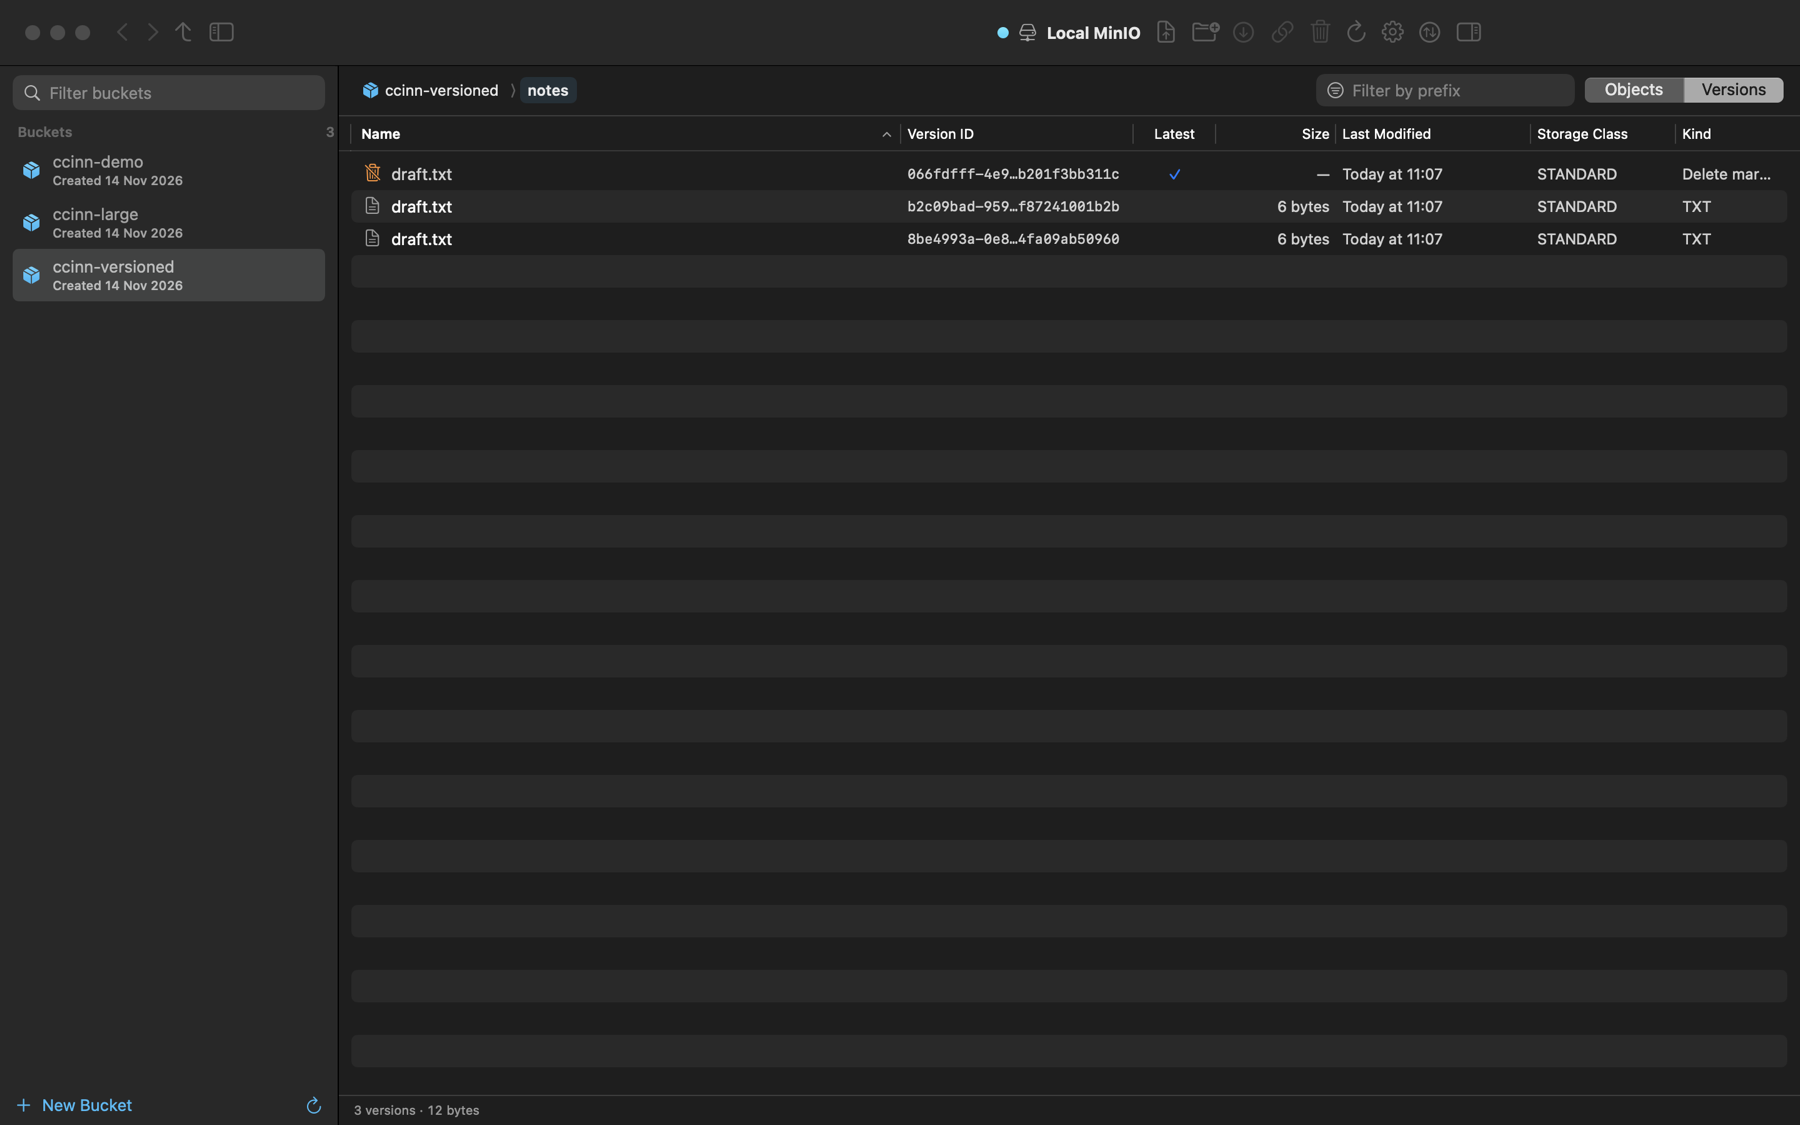 Local MinIO
Filter buckets
Buckets 3
ccinn-demo
Created 14 Nov 2026
ccinn-large
Created 14 Nov 2026
ccinn-versioned
Created 14 Nov 2026
New Bucket
ccinn-versioned notes
Filter by prefix
Objects Versions
Name Version ID Latest Size Last Modified Storage Class Kind
draft.txt 066fdfff-4e9…b201f3bb311c ✓ — Today at 11:07 STANDARD Delete mar…
draft.txt b2c09bad-959…f87241001b2b 6 bytes Today at 11:07 STANDARD TXT
draft.txt 8be4993a-0e8…4fa09ab50960 6 bytes Today at 11:07 STANDARD TXT
3 versions · 12 bytes